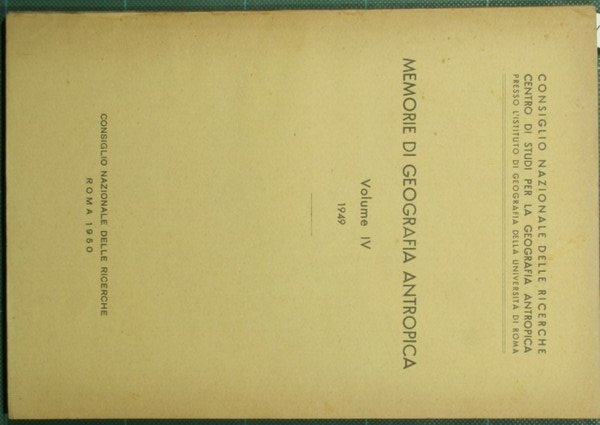 CONSIGLIO NAZIONALE DELLE RICERCHE
CENTRO DI STUDI PER LA GEOGRAFIA ANTROPICA
PRESSO L'ISTITUTO DI GEOGRAFIA DELLA UNIVERSITÀ DI ROMA
MEMORIE DI GEOGRAFIA ANTROPICA
Volume IV
1949
CONSIGLIO NAZIONALE DELLE RICERCHE
ROMA 1950